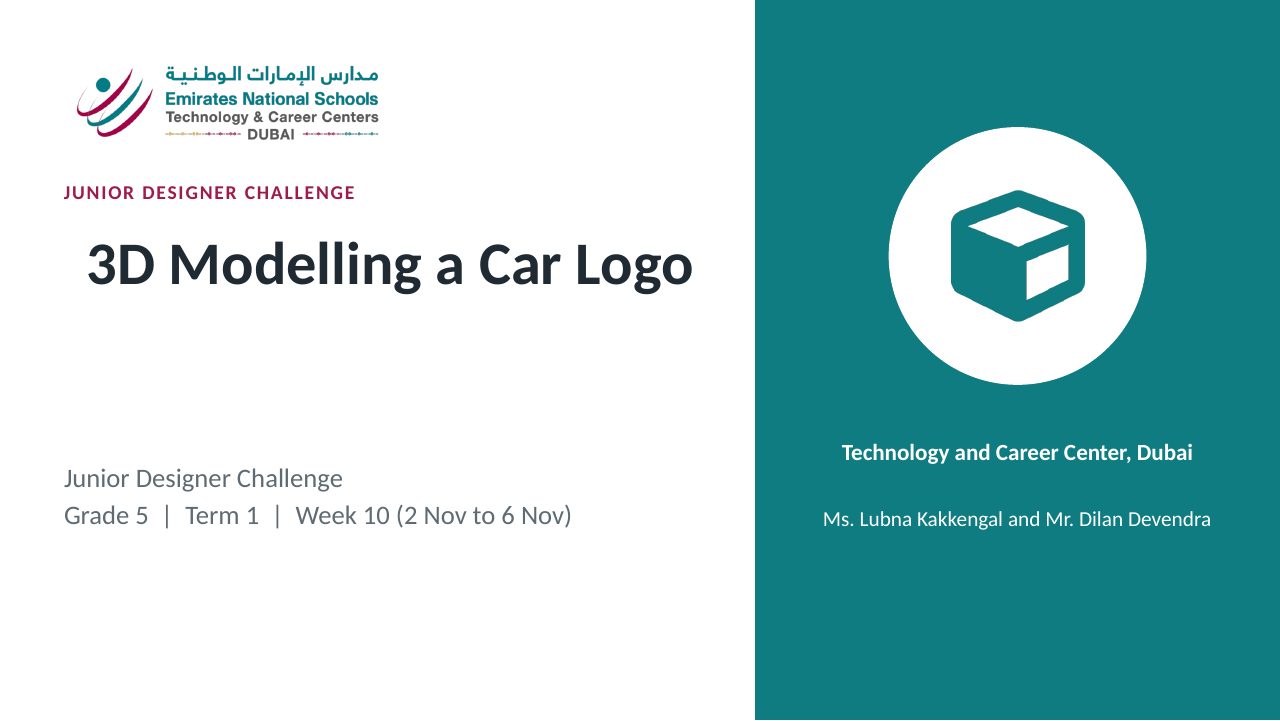 مدارس الإمارات الوطنية
Emirates National Schools
Technology & Career Centers
DUBAI
JUNIOR DESIGNER CHALLENGE
3D Modelling a Car Logo
Junior Designer Challenge
Grade 5 | Term 1 | Week 10 (2 Nov to 6 Nov)
Technology and Career Center, Dubai
Ms. Lubna Kakkengal and Mr. Dilan Devendra